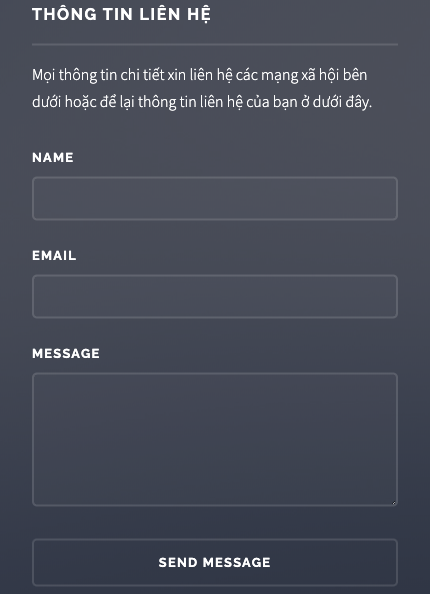 THÔNG TIN LIÊN HỆ
Mọi thông tin chi tiết xin liên hệ các mạng xã hội bên
dưới hoặc để lại thông tin liên hệ của bạn ở dưới đây.
NAME
EMAIL
MESSAGE
SEND MESSAGE